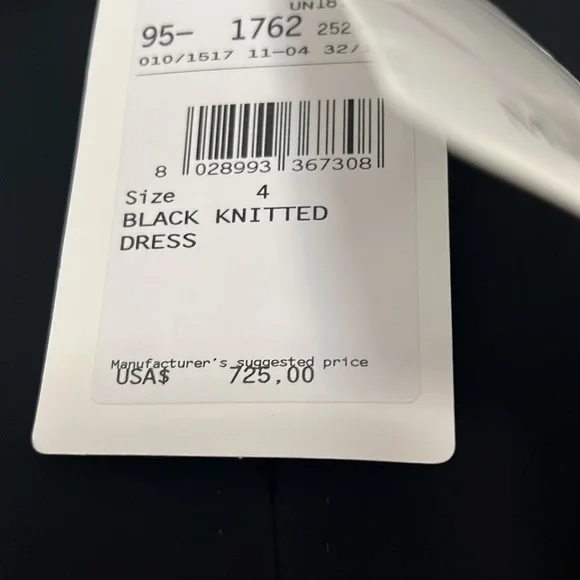 UN18
95- 1762 252
010/1517 11-04 32/
8 028993 367308
Size 4
BLACK KNITTED
DRESS
Manufacturer's suggested price
USA$ 725,00